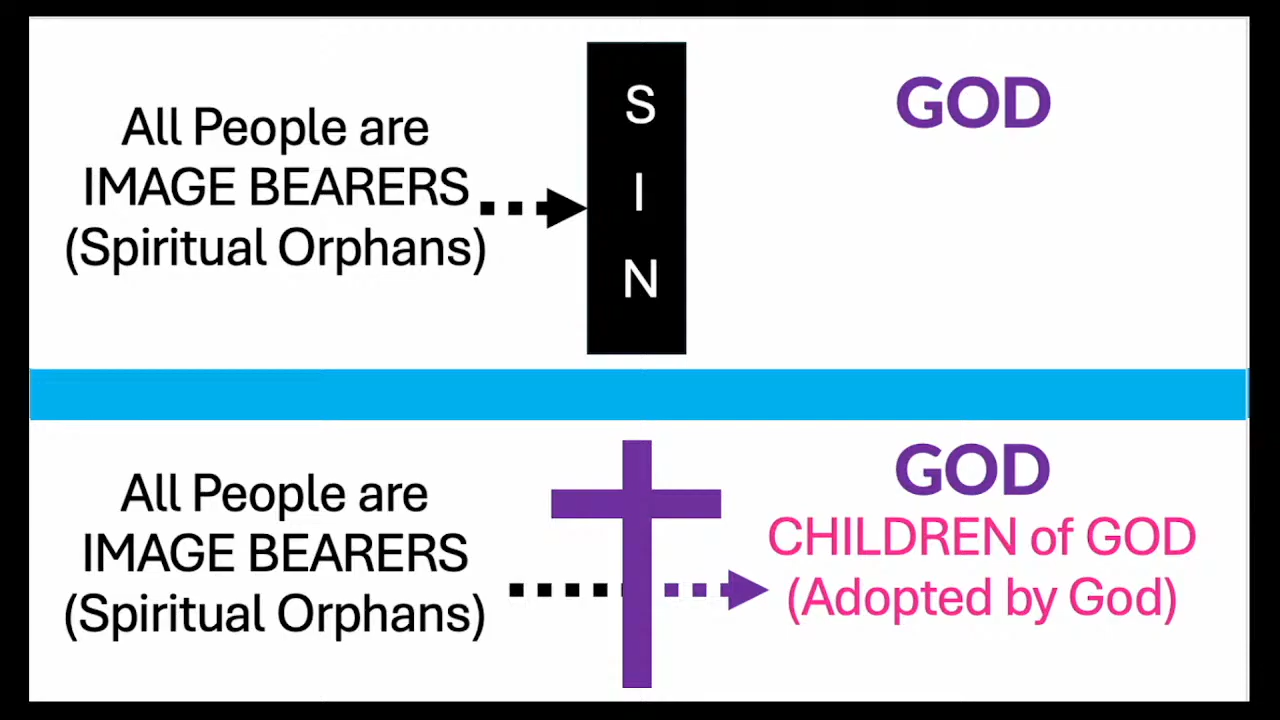 All People are
IMAGE BEARERS
(Spiritual Orphans)
S
I
N
GOD
All People are
IMAGE BEARERS
(Spiritual Orphans)
GOD
CHILDREN of GOD
(Adopted by God)